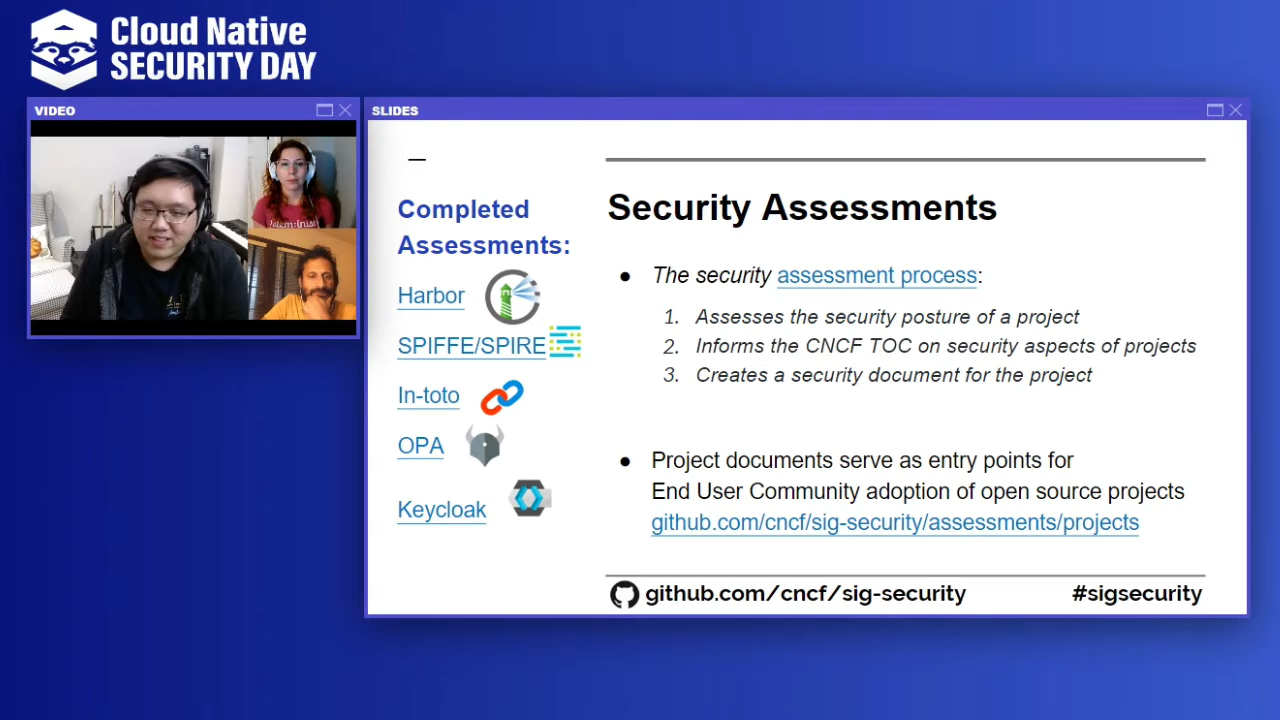 Cloud Native
SECURITY DAY
VIDEO
SLIDES
Completed
Assessments:
Harbor
SPIFFE/SPIRE
In-toto
OPA
Keycloak
Security Assessments
● The security assessment process:
1. Assesses the security posture of a project
2. Informs the CNCF TOC on security aspects of projects
3. Creates a security document for the project
● Project documents serve as entry points for
End User Community adoption of open source projects
github.com/cncf/sig-security/assessments/projects
github.com/cncf/sig-security
#sigsecurity